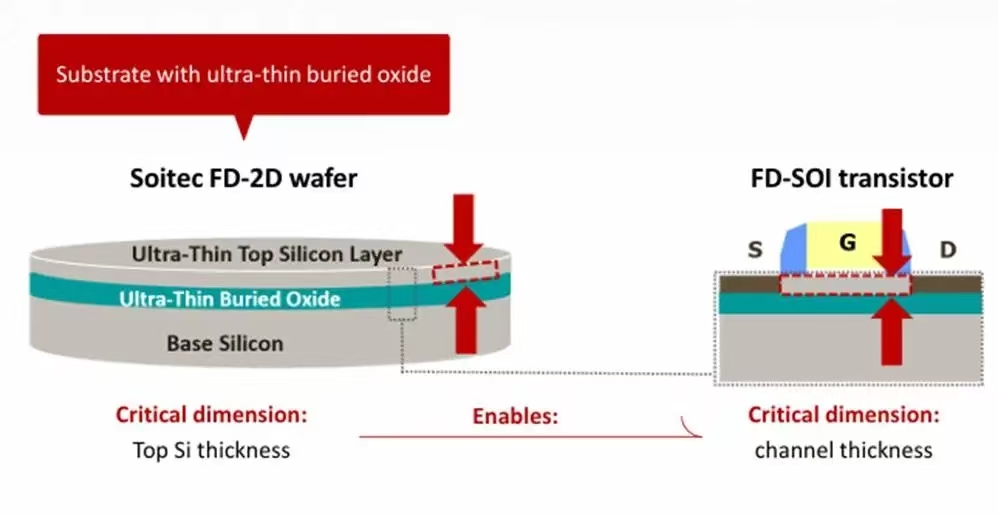 Substrate with ultra-thin buried oxide
Soitec FD-2D wafer
FD-SOI transistor
Ultra-Thin Top Silicon Layer
S
G
D
Ultra-Thin Buried Oxide
Base Silicon
Critical dimension:
Top Si thickness
Enables:
Critical dimension:
channel thickness